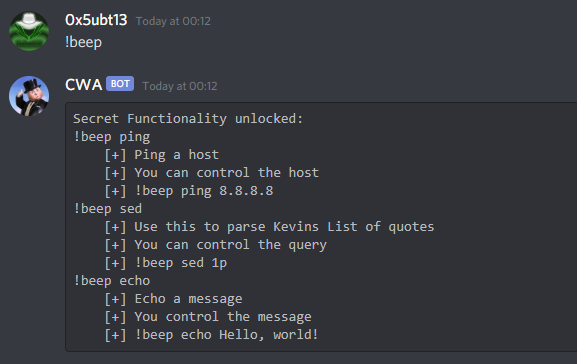 0x5ubt13 Today at 00:12
!beep
CWA BOT Today at 00:12
Secret Functionality unlocked:
!beep ping
    [+] Ping a host
    [+] You can control the host
    [+] !beep ping 8.8.8.8
!beep sed
    [+] Use this to parse Kevins List of quotes
    [+] You can control the query
    [+] !beep sed 1p
!beep echo
    [+] Echo a message
    [+] You control the message
    [+] !beep echo Hello, world!